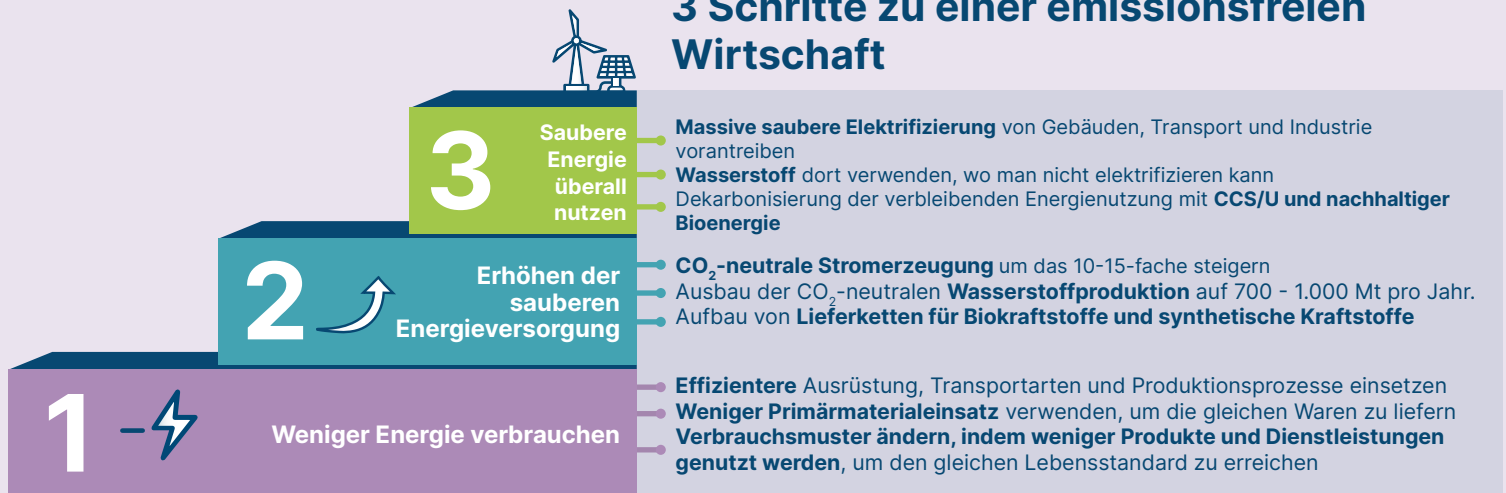 3 Schritte zu einer emissionsfreien
Wirtschaft
3
Saubere
Energie
überall
nutzen
Massive saubere Elektrifizierung von Gebäuden, Transport und Industrie
vorantreiben
Wasserstoff dort verwenden, wo man nicht elektrifizieren kann
Dekarbonisierung der verbleibenden Energienutzung mit CCS/U und nachhaltiger
Bioenergie
2
Erhöhen der
sauberen
Energieversorgung
CO₂-neutrale Stromerzeugung um das 10-15-fache steigern
Ausbau der CO₂-neutralen Wasserstoffproduktion auf 700 - 1.000 Mt pro Jahr.
Aufbau von Lieferketten für Biokraftstoffe und synthetische Kraftstoffe
1
Weniger Energie verbrauchen
Effizientere Ausrüstung, Transportarten und Produktionsprozesse einsetzen
Weniger Primärmaterialeinsatz verwenden, um die gleichen Waren zu liefern
Verbrauchsmuster ändern, indem weniger Produkte und Dienstleistungen
genutzt werden, um den gleichen Lebensstandard zu erreichen